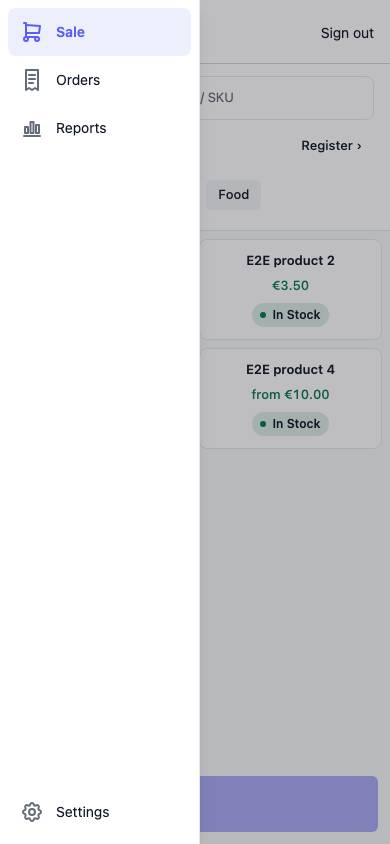 Sale
Orders
Reports
Settings
Sign out
/ SKU
Register ›
Food
E2E product 2
€3.50
In Stock
E2E product 4
from €10.00
In Stock